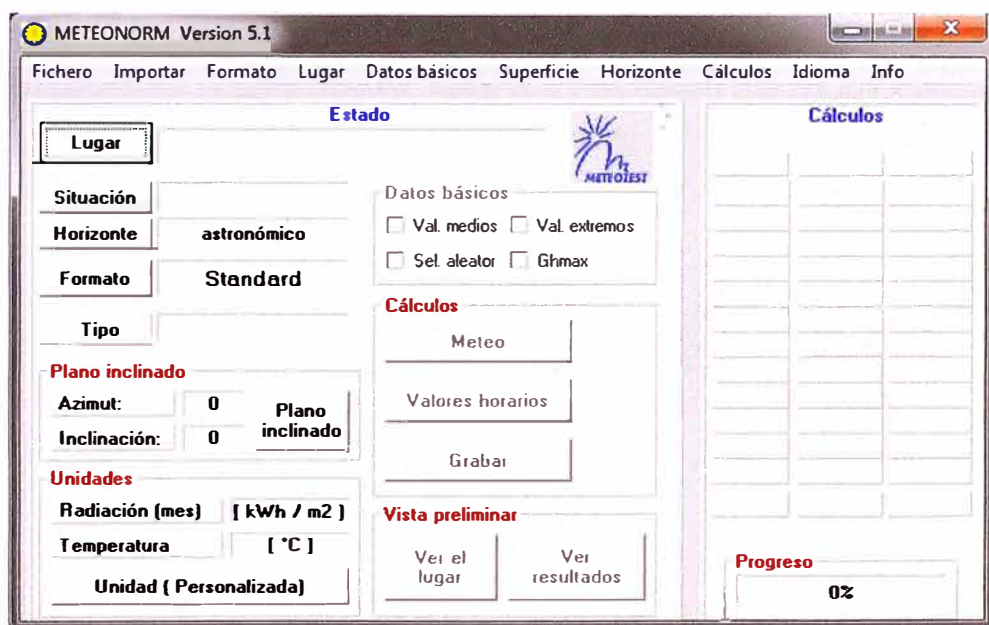 METEONORM Version 5.1
Fichero Importar Formato Lugar Datos básicos Superficie Horizonte Cálculos Idioma Info
Estado
Lugar
METEOTEST
Situación
Horizonte astronómico
Formato Standard
Tipo
Plano inclinado
Azimut: 0
Inclinación: 0
Plano
inclinado
Unidades
Radiación (mes) [ kWh / m2 ]
Temperatura [ °C ]
Unidad ( Personalizada)
Datos básicos
Val. medios Val. extremos
Sel. aleator Ghmax
Cálculos
Meteo
Valores horarios
Grabar
Vista preliminar
Ver el
lugar
Ver
resultados
Cálculos
Progreso
0%